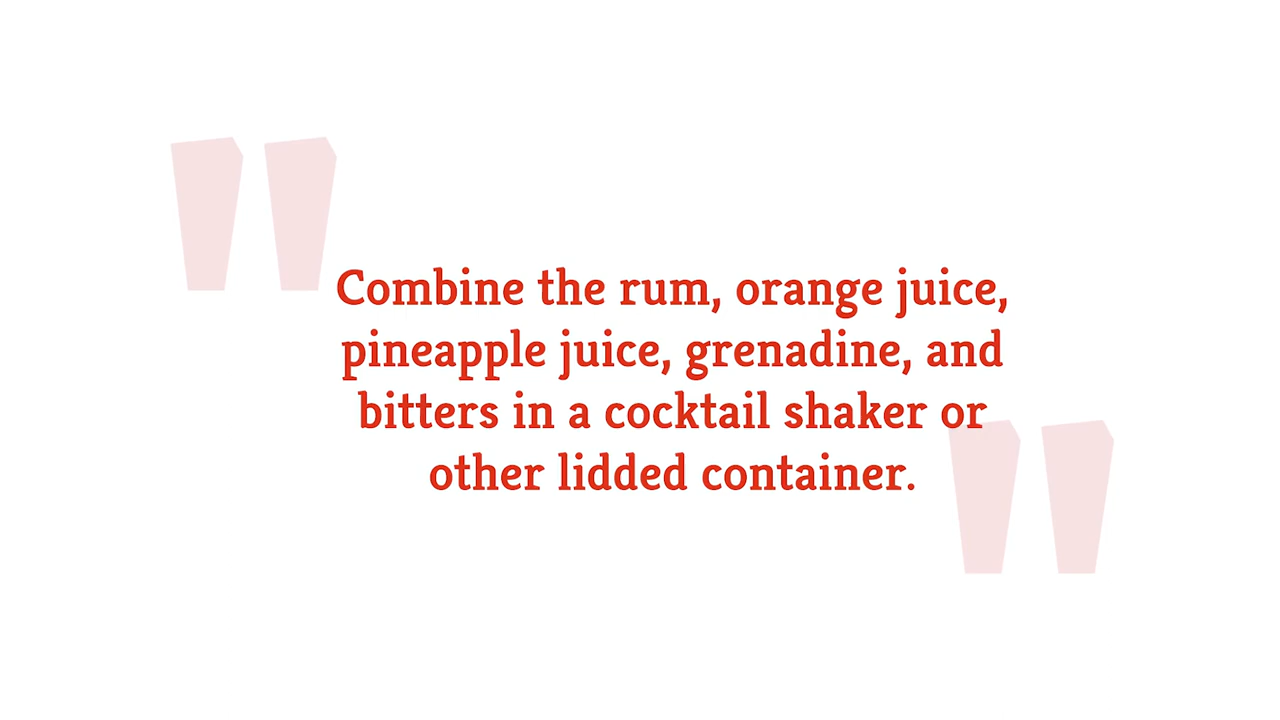 "
Combine the rum, orange juice,
pineapple juice, grenadine, and
bitters in a cocktail shaker or
other lidded container.
"